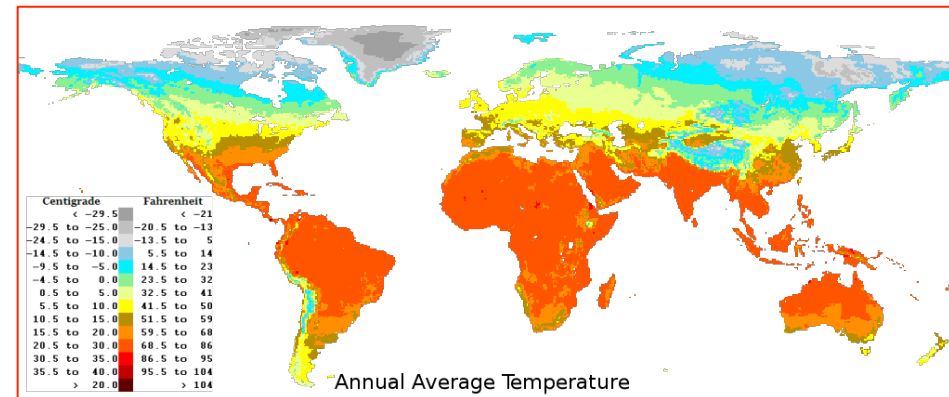 Centigrade Fahrenheit
< -29.5 < -21
-29.5 to -25.0 -20.5 to -13
-24.5 to -15.0 -13.5 to 5
-14.5 to -10.0 5.5 to 14
-9.5 to -5.0 14.5 to 23
-4.5 to 0.0 23.5 to 32
0.5 to 5.0 32.5 to 41
5.5 to 10.0 41.5 to 50
10.5 to 15.0 51.5 to 59
15.5 to 20.0 59.5 to 68
20.5 to 30.0 68.5 to 86
30.5 to 35.0 86.5 to 95
35.5 to 40.0 95.5 to 104
> 20.0 > 104
Annual Average Temperature